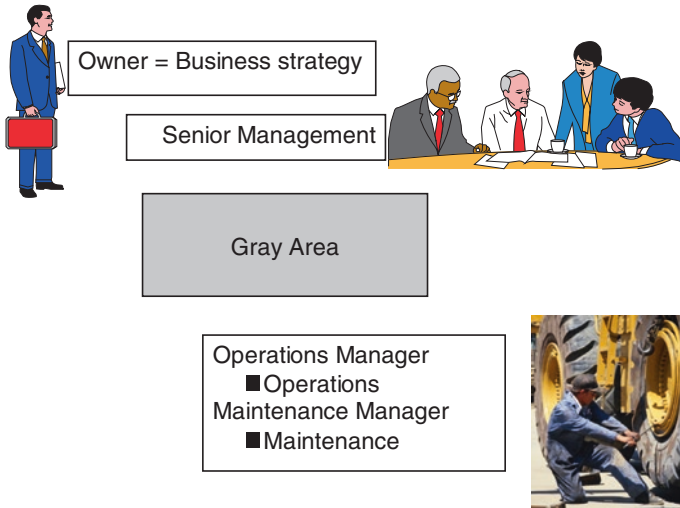 Owner = Business strategy
Senior Management
Gray Area
Operations Manager
■Operations
Maintenance Manager
■Maintenance